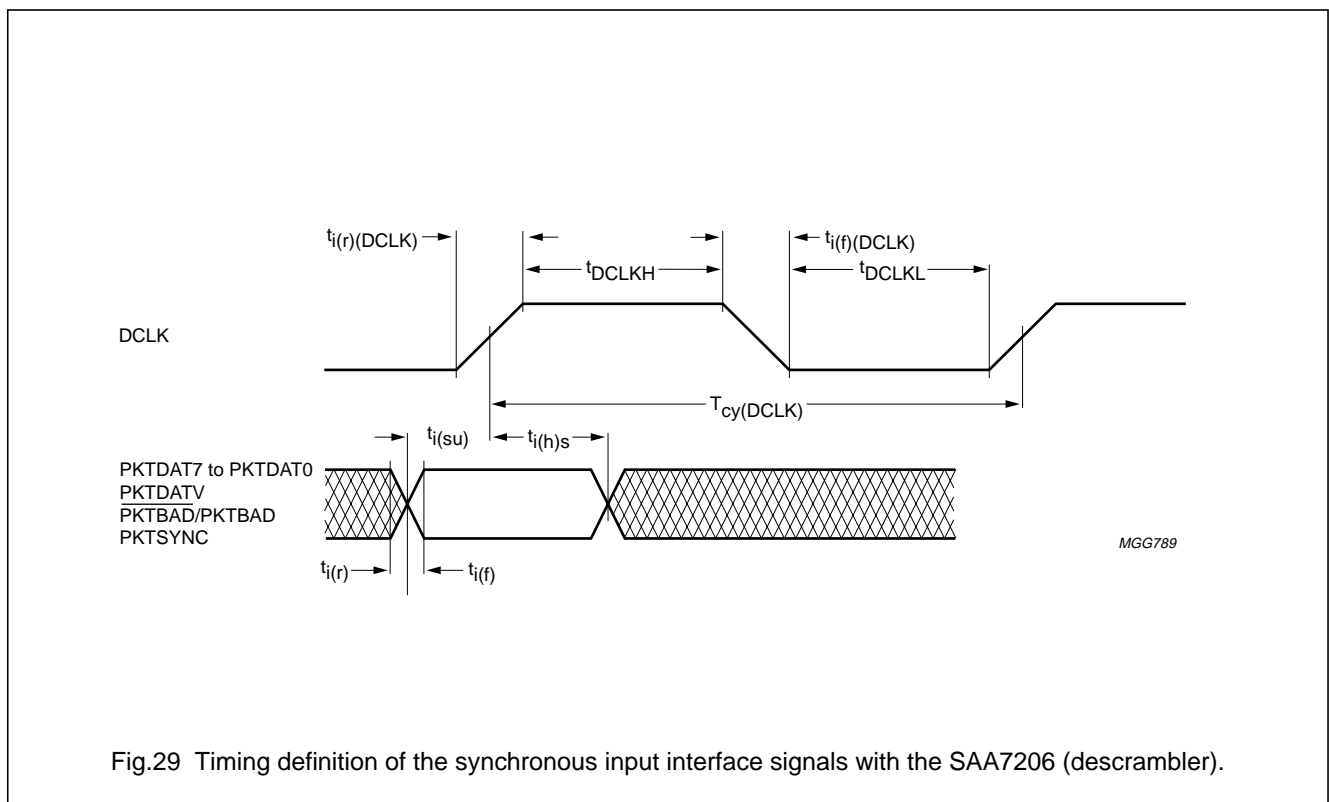 ti(r)(DCLK)
ti(f)(DCLK)
tDCLKH
tDCLKL
DCLK
Tcy(DCLK)
ti(su)
ti(h)s
PKTDAT7 to PKTDAT0
PKTDATV
PKTBAD/PKTBAD
PKTSYNC
MGG789
ti(r)
ti(f)
Fig.29 Timing definition of the synchronous input interface signals with the SAA7206 (descrambler).